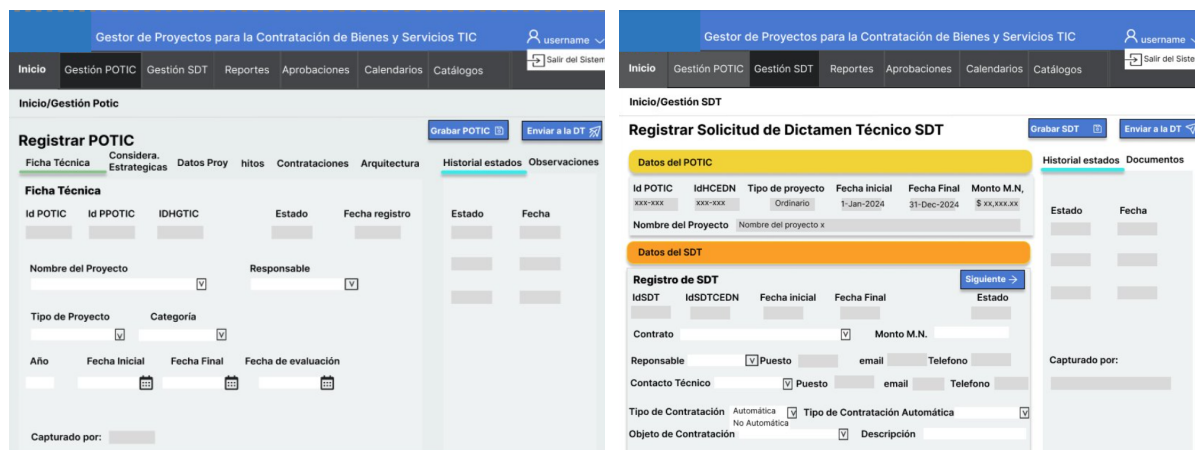 Gestor de Proyectos para la Contratación de Bienes y Servicios TIC
username
Salir del Sistem
Inicio Gestión POTIC Gestión SDT Reportes Aprobaciones Calendarios Catálogos
Inicio/Gestión Potic
Registrar POTIC
Grabar POTIC
Enviar a la DT
Ficha Técnica Considera. Estrategicas Datos Proy hitos Contrataciones Arquitectura
Historial estados Observaciones
Ficha Técnica
Id POTIC Id PPOTIC IDHGTIC Estado Fecha registro
Estado Fecha
Nombre del Proyecto Responsable
V V
Tipo de Proyecto Categoría
V V
Año Fecha Inicial Fecha Final Fecha de evaluación
Capturado por:
Gestor de Proyectos para la Contratación de Bienes y Servicios TIC
username
Salir del Siste
Inicio Gestión POTIC Gestión SDT Reportes Aprobaciones Calendarios Catálogos
Inicio/Gestión SDT
Registrar Solicitud de Dictamen Técnico SDT
Grabar SDT
Enviar a la DT
Datos del POTIC
Historial estados Documentos
Id POTIC IdHCEDN Tipo de proyecto Fecha inicial Fecha Final Monto M.N,
xxx-xxx xxx-xxx Ordinario 1-Jan-2024 31-Dec-2024 $ xx,xxx.xx
Nombre del Proyecto Nombre del proyecto x
Estado Fecha
Datos del SDT
Registro de SDT
Siguiente
IdSDT IdSDTCEDN Fecha inicial Fecha Final Estado
Contrato V Monto M.N.
Reponsable V Puesto email Telefono
Contacto Técnico V Puesto email Telefono
Capturado por:
Tipo de Contratación Automática V Tipo de Contratación Automática V
No Automática
Objeto de Contratación V Descripción